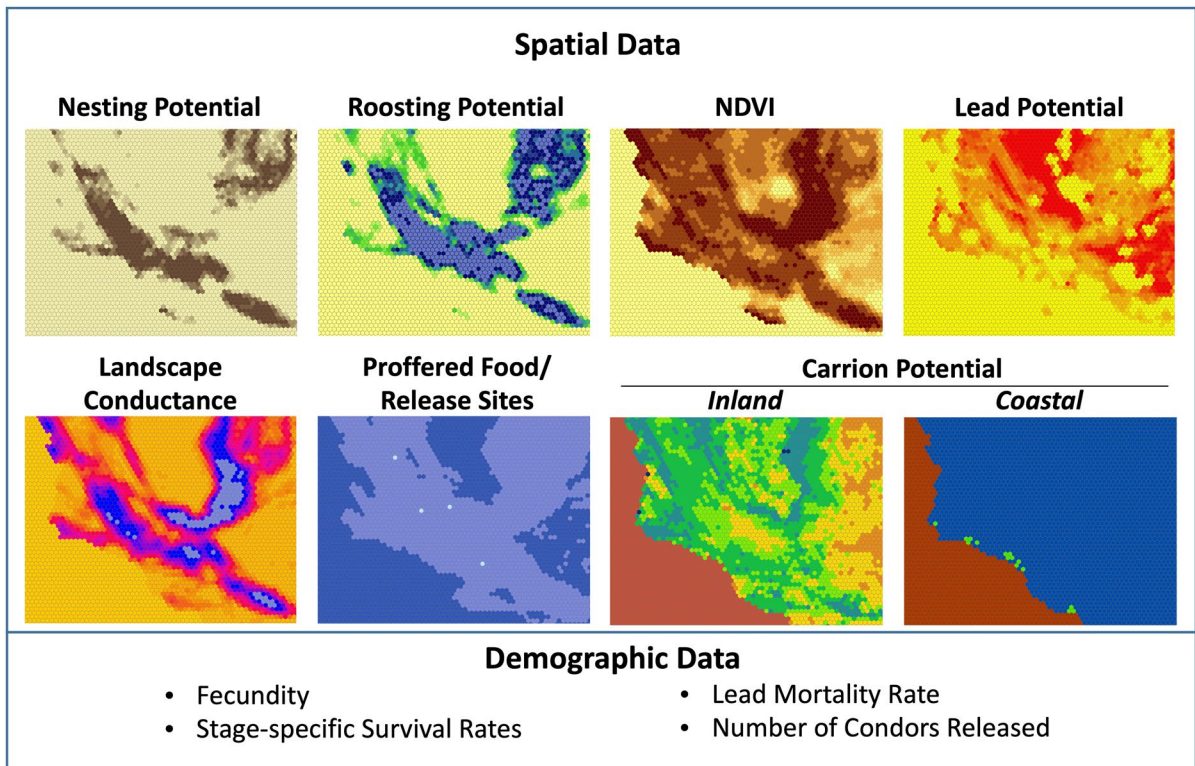 Spatial Data
Nesting Potential
Roosting Potential
NDVI
Lead Potential
Landscape
Conductance
Proffered Food/
Release Sites
Carrion Potential
Inland
Coastal
Demographic Data
• Fecundity
• Stage-specific Survival Rates
• Lead Mortality Rate
• Number of Condors Released